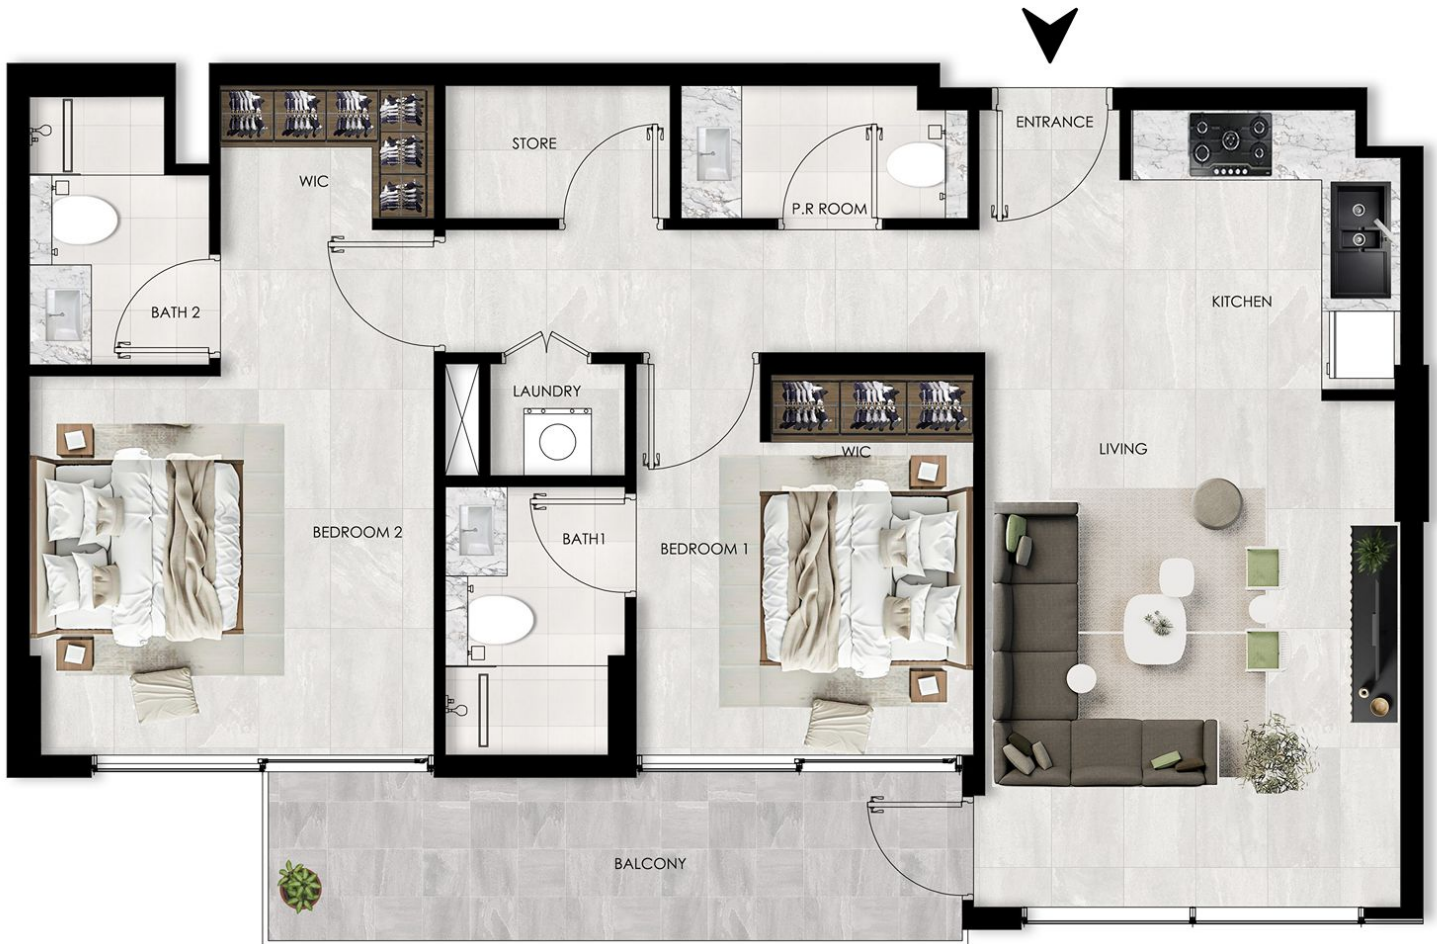 ENTRANCE
STORE
WIC
P.R ROOM
KITCHEN
BATH 2
LAUNDRY
LIVING
WIC
BEDROOM 2
BATH1
BEDROOM 1
BALCONY